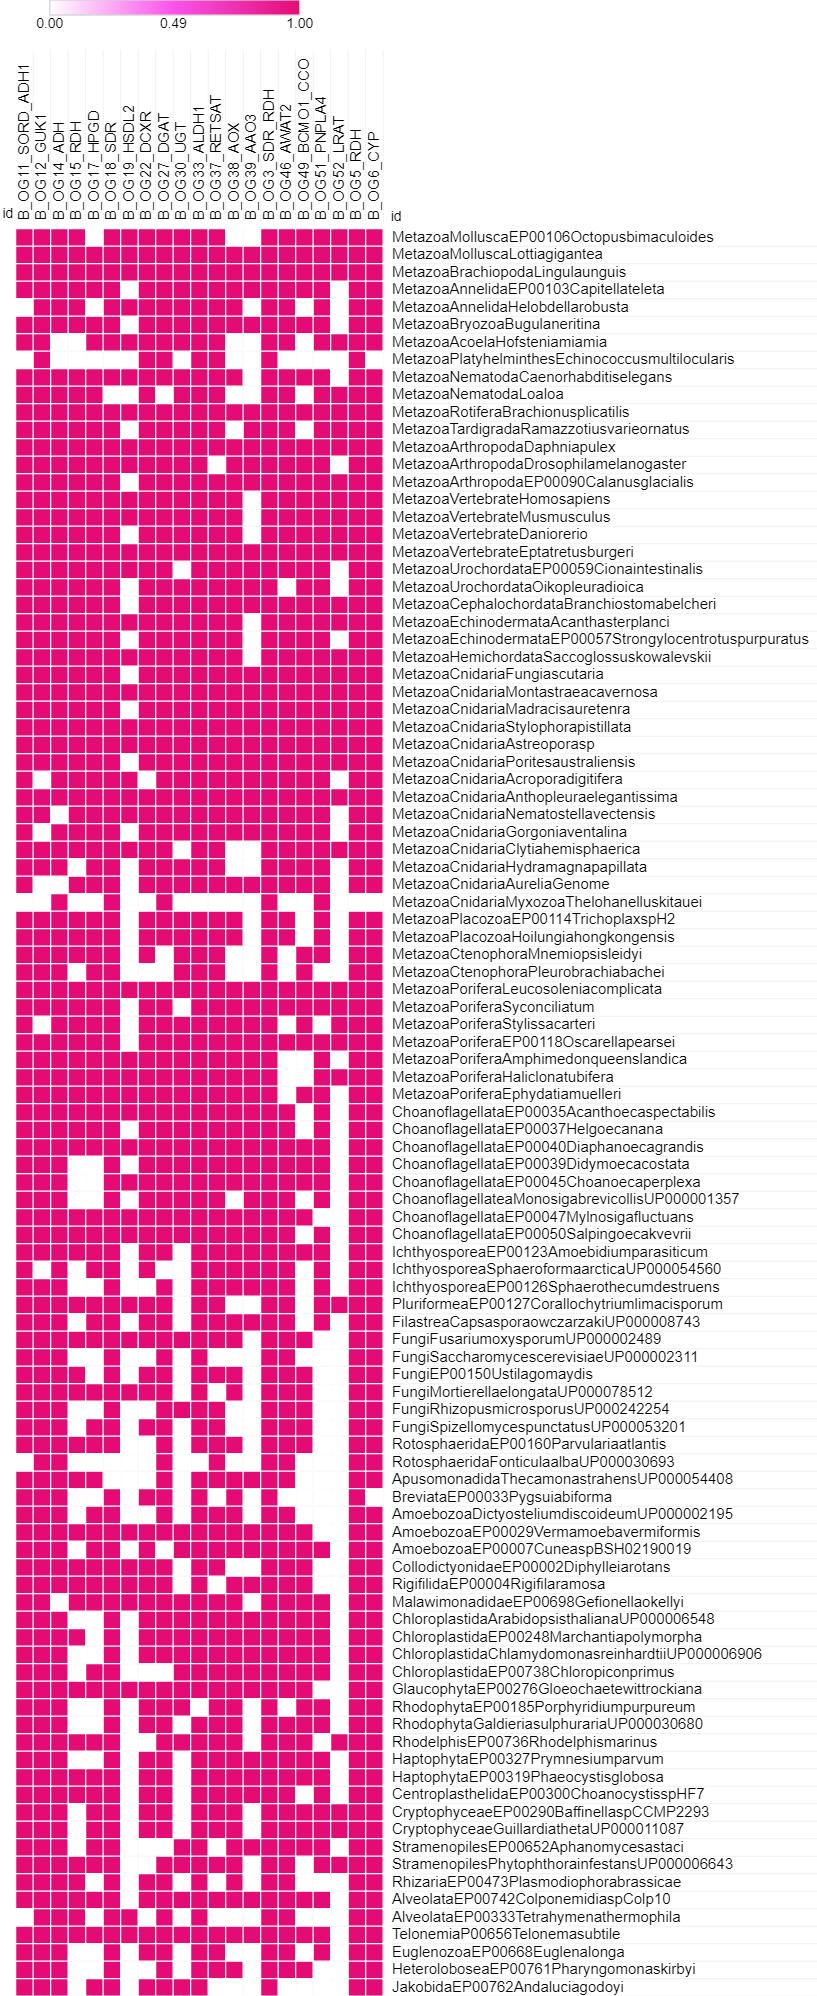 0.00 0.49 1.00
id
B_OG11_SORD_ADH1
B_OG12_GUK1
B_OG14_ADH
B_OG15_RDH
B_OG17_HPGD
B_OG18_SDR
B_OG19_HSDL2
B_OG22_DCXR
B_OG27_DGAT
B_OG30_UGT
B_OG33_ALDH1
B_OG37_RETSAT
B_OG38_AOX
B_OG39_AAO3
B_OG3_SDR_RDH
B_OG46_AWAT2
B_OG49_BCMO1_CCO
B_OG51_PNPLA4
B_OG52_LRAT
B_OG5_RDH
B_OG6_CYP
id
MetazoaMolluscaEP00106Octopusbimaculoides
MetazoaMolluscaLottiagigantea
MetazoaBrachiopodaLingulaunguis
MetazoaAnnelidaEP00103Capitellateleta
MetazoaAnnelidaHelobdellarobusta
MetazoaBryozoaBugulaneritina
MetazoaAcoelaHofsteniamiamia
MetazoaPlatyhelminthesEchinococcusmultilocularis
MetazoaNematodaCaenorhabditiselegans
MetazoaNematodaLoaloa
MetazoaRotiferaBrachionusplicatilis
MetazoaTardigradaRamazzotiusvarieornatus
MetazoaArthropodaDaphniapulex
MetazoaArthropodaDrosophilamelanogaster
MetazoaArthropodaEP00090Calanusglacialis
MetazoaVertebrateHomosapiens
MetazoaVertebrateMusmusculus
MetazoaVertebrateDaniorerio
MetazoaVertebrateEptatretusburgeri
MetazoaUrochordataEP00059Cionaintestinalis
MetazoaUrochordataOikopleuradioica
MetazoaCephalochordataBranchiostomabelcheri
MetazoaEchinodermataAcanthasterplanci
MetazoaEchinodermataEP00057Strongylocentrotuspurpuratus
MetazoaHemichordataSaccoglossuskowalevskii
MetazoaCnidariaFungiascutaria
MetazoaCnidariaMontastraeacavernosa
MetazoaCnidariaMadracisauretenra
MetazoaCnidariaStylophorapistillata
MetazoaCnidariaAstreoporasp
MetazoaCnidariaPoritesaustraliensis
MetazoaCnidariaAcroporadigitifera
MetazoaCnidariaAnthopleuraelegantissima
MetazoaCnidariaNematostellavectensis
MetazoaCnidariaGorgoniaventalina
MetazoaCnidariaClytiahemisphaerica
MetazoaCnidariaHydramagnapapillata
MetazoaCnidariaAureliaGenome
MetazoaCnidariaMyxozoaThelohanelluskitauei
MetazoaPlacozoaEP00114TrichoplaxspH2
MetazoaPlacozoaHoilungiahongkongensis
MetazoaCtenophoraMnemiopsisleidyi
MetazoaCtenophoraPleurobrachiabachei
MetazoaPoriferaLeucosoleniacomplicata
MetazoaPoriferaSyconciliatum
MetazoaPoriferaStylissacarteri
MetazoaPoriferaEP00118Oscarellapearsei
MetazoaPoriferaAmphimedonqueenslandica
MetazoaPoriferaHaliclonatubifera
MetazoaPoriferaEphydatiamuelleri
ChoanoflagellataEP00035Acanthoecaspectabilis
ChoanoflagellataEP00037Helgoecanana
ChoanoflagellataEP00040Diaphanoecagrandis
ChoanoflagellataEP00039Didymoecacostata
ChoanoflagellataEP00045Choanoecaperplexa
ChoanoflagellateaMonosigabrevicollisUP000001357
ChoanoflagellataEP00047Mylnosigafluctuans
ChoanoflagellataEP00050Salpingoecakvevrii
IchthyosporeaEP00123Amoebidiumparasiticum
IchthyosporeaSphaeroformaarcticaUP000054560
IchthyosporeaEP00126Sphaerothecumdestruens
PluriformeaEP00127Corallochytriumlimacisporum
FilastreaCapsasporaowczarzakiUP000008743
FungiFusariumoxysporumUP000002489
FungiSaccharomycescerevisiaeUP000002311
FungiEP00150Ustilagomaydis
FungiMortierellaelongataUP000078512
FungiRhizopusmicrosporusUP000242254
FungiSpizellomycespunctatusUP000053201
RotosphaeridaEP00160Parvulariaatlantis
RotosphaeridaFonticulaalbaUP000030693
ApusomonadidaThecamonastrahensUP000054408
BreviataEP00033Pygsuiabiforma
AmoebozoaDictyosteliumdiscoideumUP000002195
AmoebozoaEP00029Vermamoebavermiformis
AmoebozoaEP00007CuneaspBSH02190019
CollodictyonidaeEP00002Diphylleiarotans
RigifilidaEP00004Rigifilaramosa
MalawimonadidaeEP00698Gefionellaokellyi
ChloroplastidaArabidopsisthalianaUP000006548
ChloroplastidaEP00248Marchantiapolymorpha
ChloroplastidaChlamydomonasreinhardtiiUP000006906
ChloroplastidaEP00738Chloropiconprimus
GlaucophytaEP00276Gloeochaetewittrockiana
RhodophytaEP00185Porphyridiumpurpureum
RhodophytaGaldieriasulphurariaUP000030680
RhodelphisEP00736Rhodelphismarinus
HaptophytaEP00327Prymnesiumparvum
HaptophytaEP00319Phaeocystisglobosa
CentroplasthelidaEP00300ChoanocystisspHF7
CryptophyceaeEP00290BaffinellaspCCMP2293
CryptophyceaeGuillardiathetaUP000011087
StramenopilesEP00652Aphanomycesastaci
StramenopilesPhytophthorainfestansUP000006643
RhizariaEP00473Plasmodiophorabrassicae
AlveolataEP00742ColponemidiaspColp10
AlveolataEP00333Tetrahymenathermophila
TelonemiaP00656Telonemasubtile
EuglenozoaEP00668Euglenalonga
HeteroloboseaEP00761Pharyngomonaskirbyi
JakobidaEP00762Andaluciagodoyi